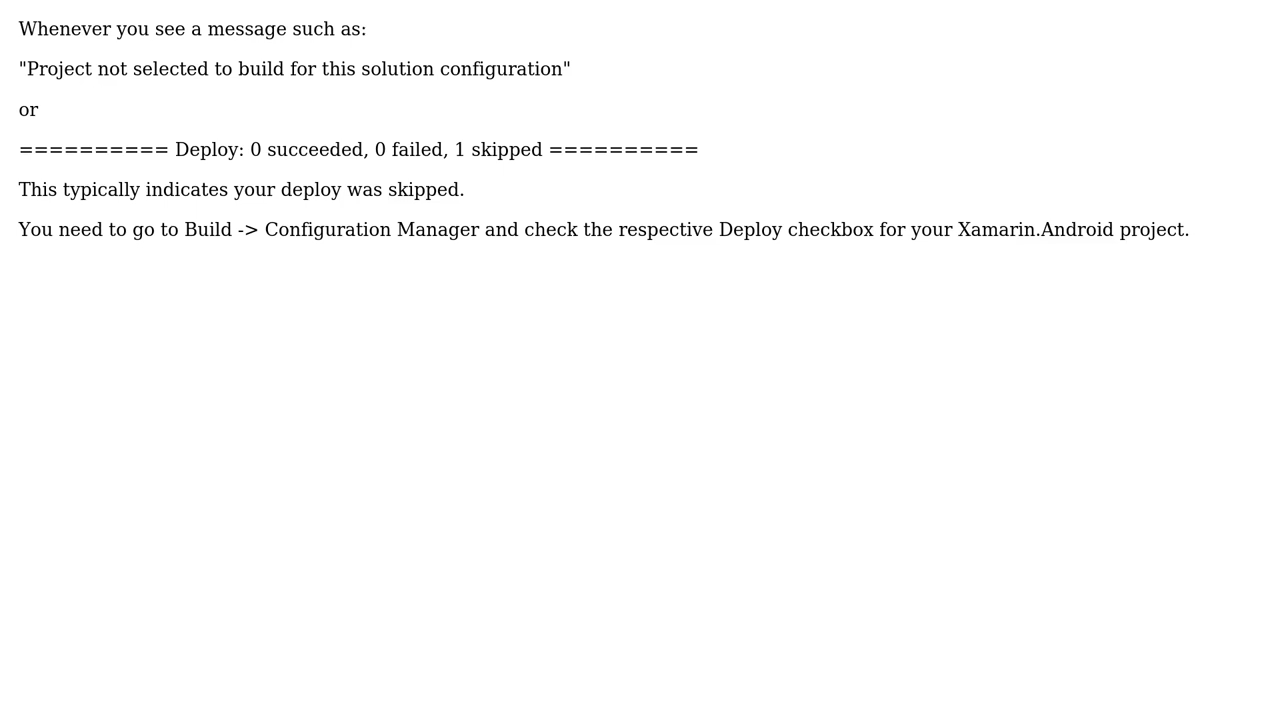 Whenever you see a message such as:
"Project not selected to build for this solution configuration"
or
========== Deploy: 0 succeeded, 0 failed, 1 skipped ==========
This typically indicates your deploy was skipped.
You need to go to Build -> Configuration Manager and check the respective Deploy checkbox for your Xamarin.Android project.